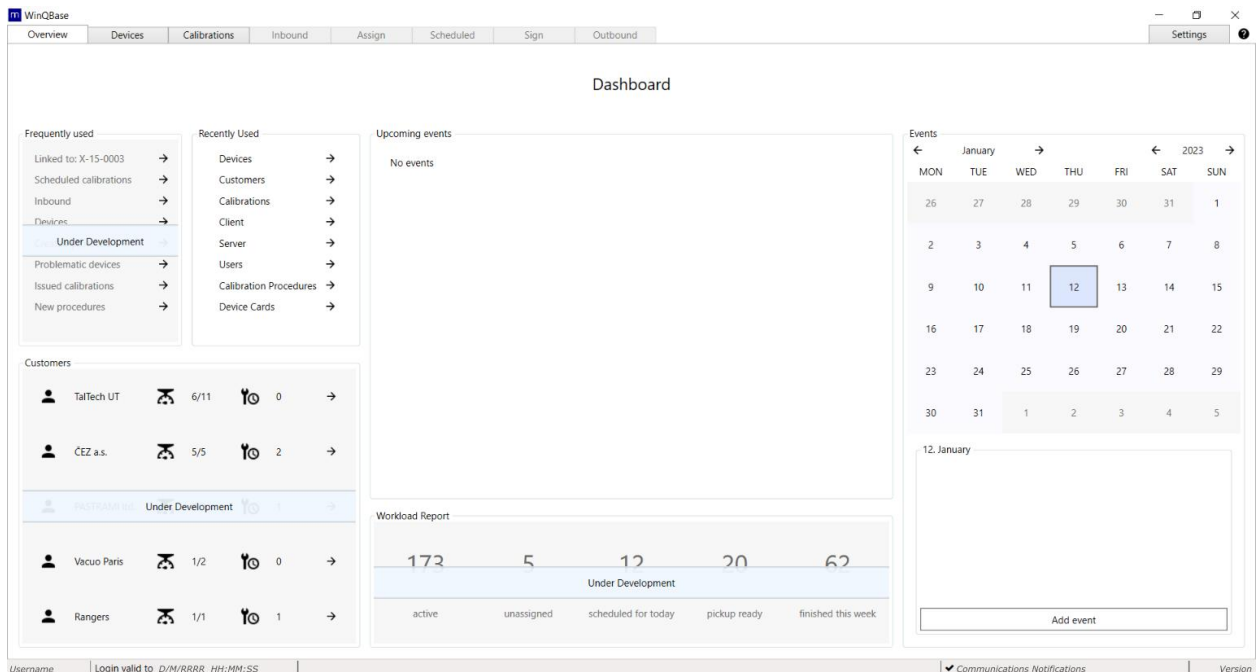 WinQBase
Overview Devices Calibrations Inbound Assign Scheduled Sign Outbound Settings
Dashboard
Frequently used
Linked to: X-15-0003
Scheduled calibrations
Inbound
Devices
Under Development
Problematic devices
Issued calibrations
New procedures
Recently Used
Devices
Customers
Calibrations
Client
Server
Users
Calibration Procedures
Device Cards
Customers
TalTech UT 6/11 0
ČEZ a.s. 5/5 2
Under Development 1
Vacuo Paris 1/2 0
Rangers 1/1 1
Upcoming events
No events
Workload Report
173 5 12 20 62
Under Development
active unassigned scheduled for today pickup ready finished this week
Events
January 2023
MON TUE WED THU FRI SAT SUN
26 27 28 29 30 31 1
2 3 4 5 6 7 8
9 10 11 12 13 14 15
16 17 18 19 20 21 22
23 24 25 26 27 28 29
30 31 1 2 3 4 5
12. January
Add event
Username Login valid to D/M/RRRR HH:MM:SS Communications Notifications Version